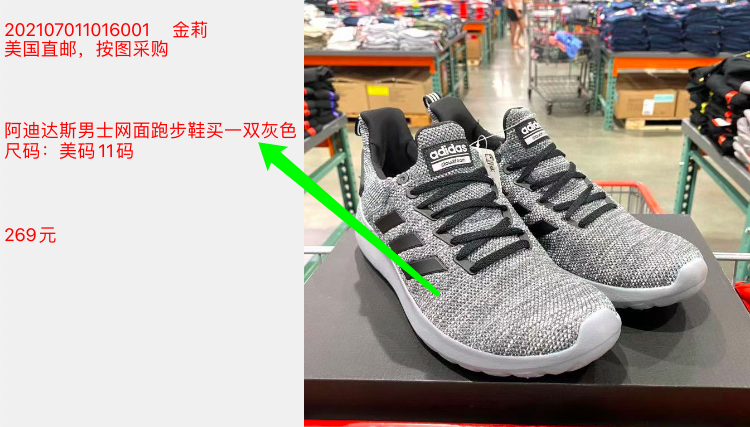 202107011016001 金莉
美国直邮，按图采购
阿迪达斯男士网面跑步鞋买一双灰色
尺码：美码11码
269元
adidas
cloudfoam
adidas